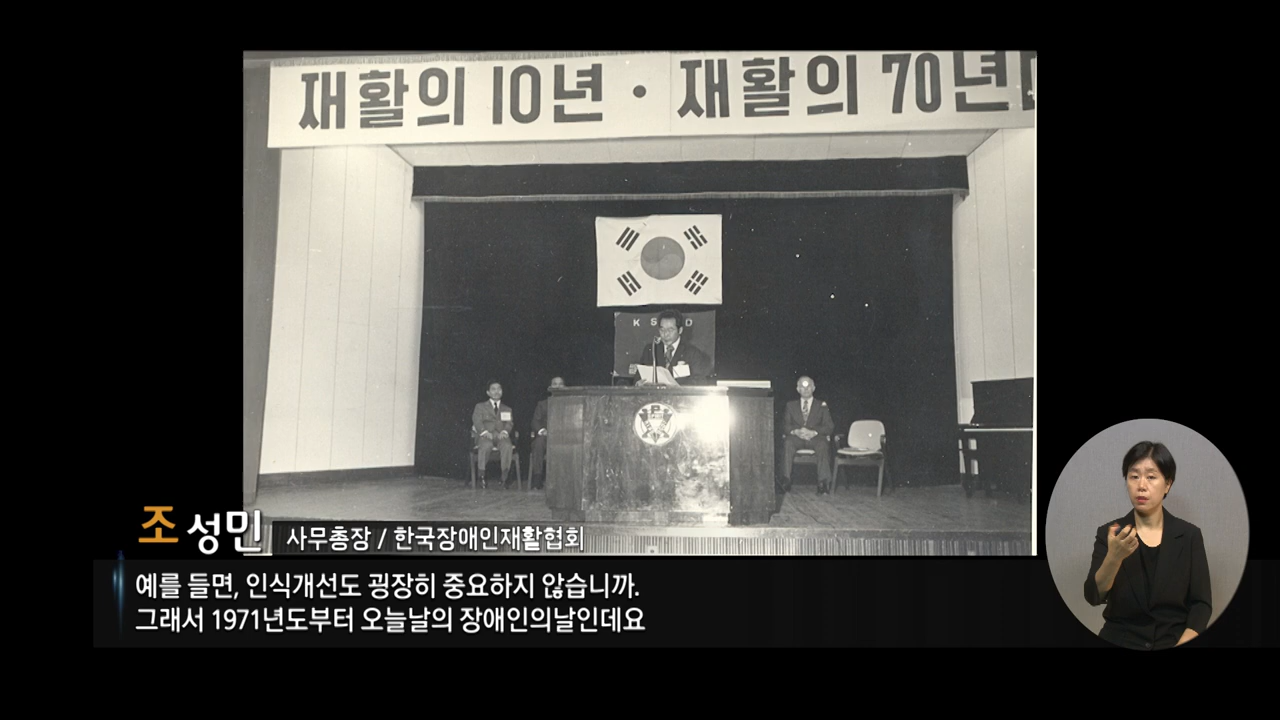 재활의 10년 · 재활의 70년
조성민 사무총장 / 한국장애인재활협회
예를 들면, 인식개선도 굉장히 중요하지 않습니까.
그래서 1971년도부터 오늘날의 장애인의날인데요